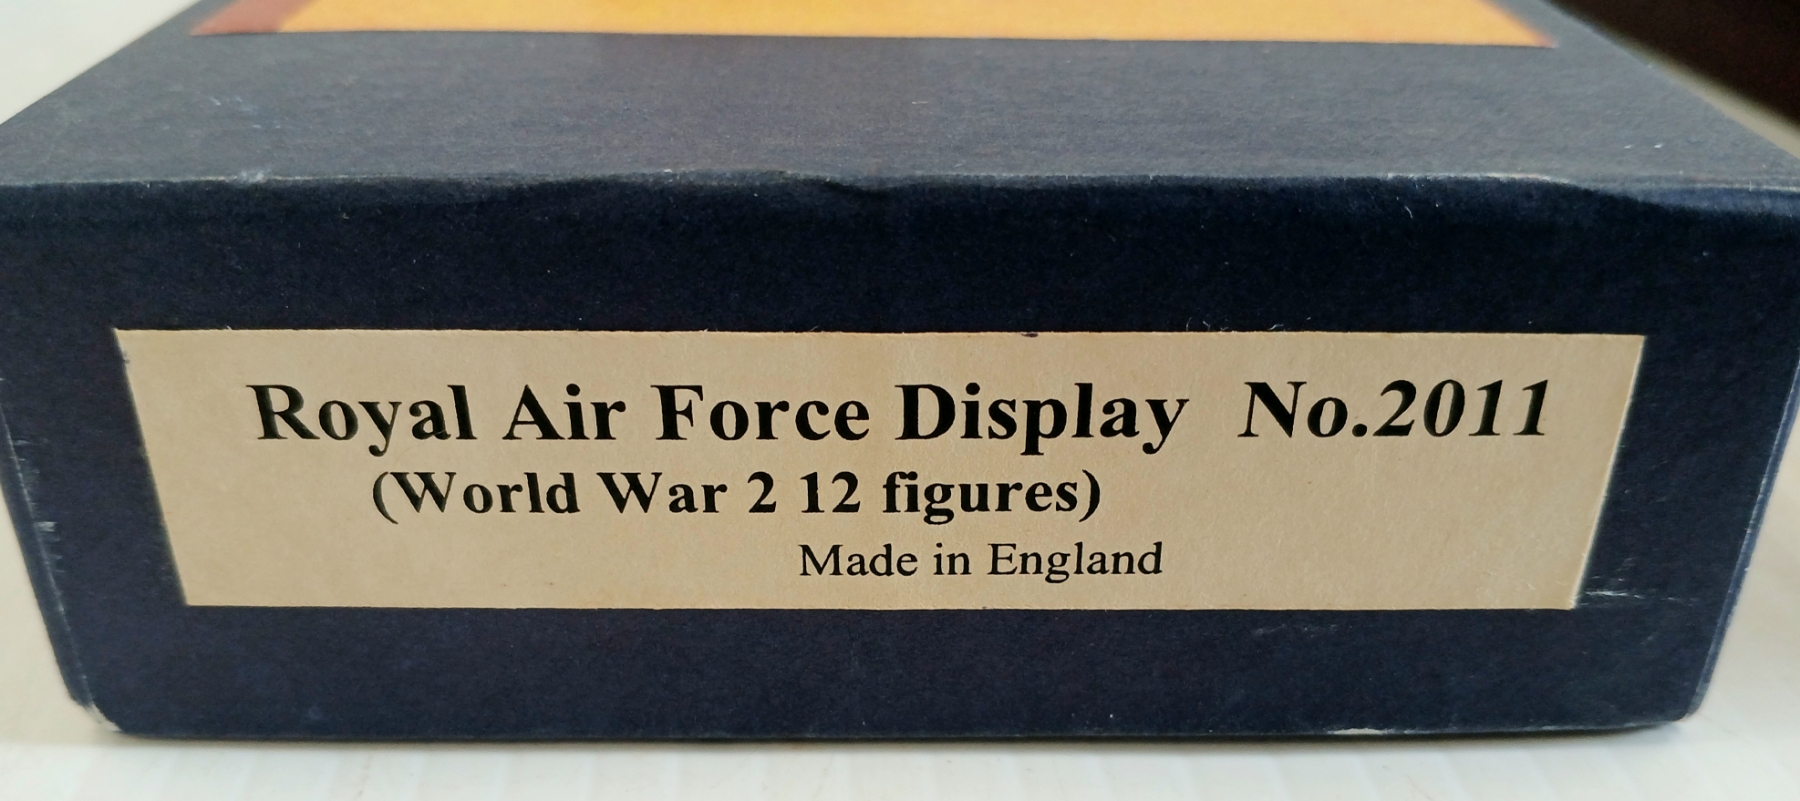 Royal Air Force Display No.2011
(World War 2 12 figures)
Made in England